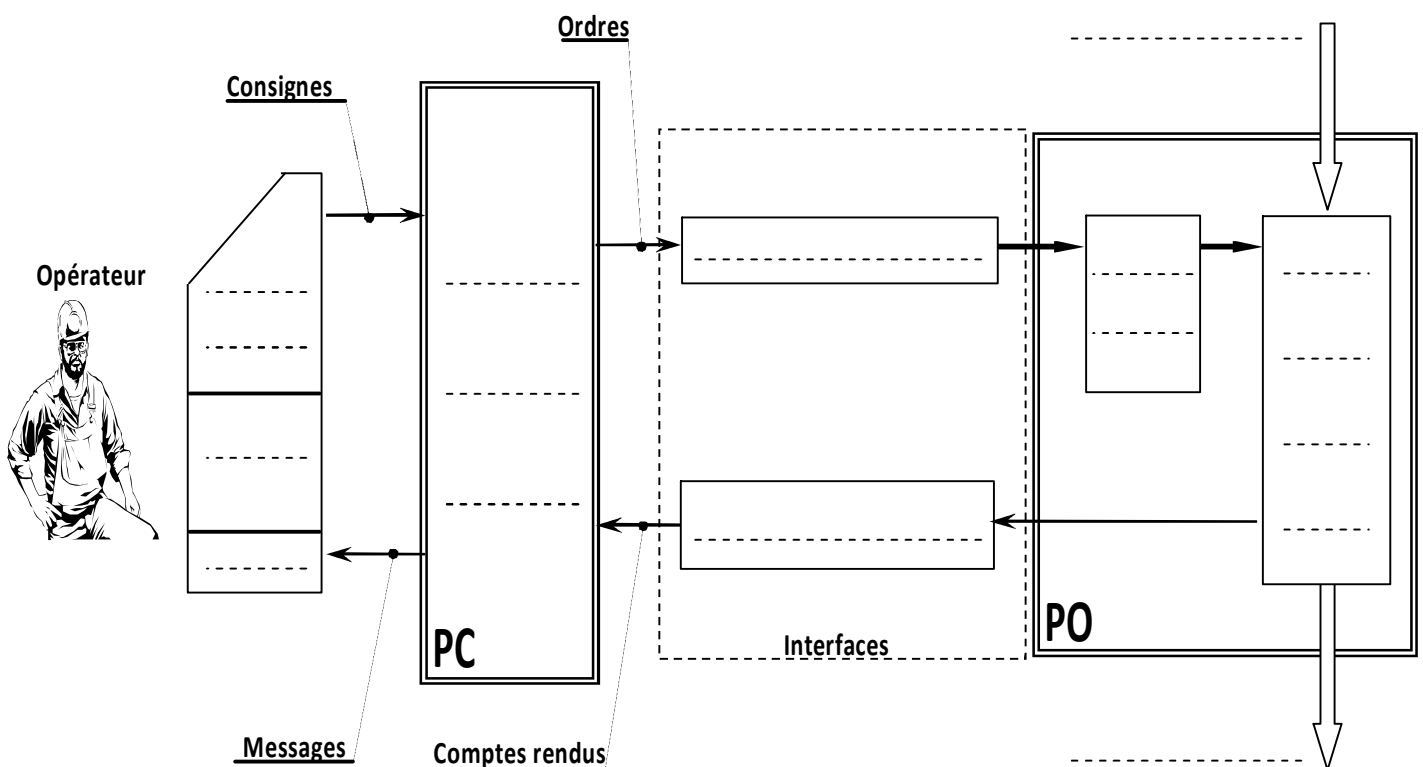 Ordres
Consignes
Opérateur
PC
Interfaces
PO
Messages
Comptes rendus